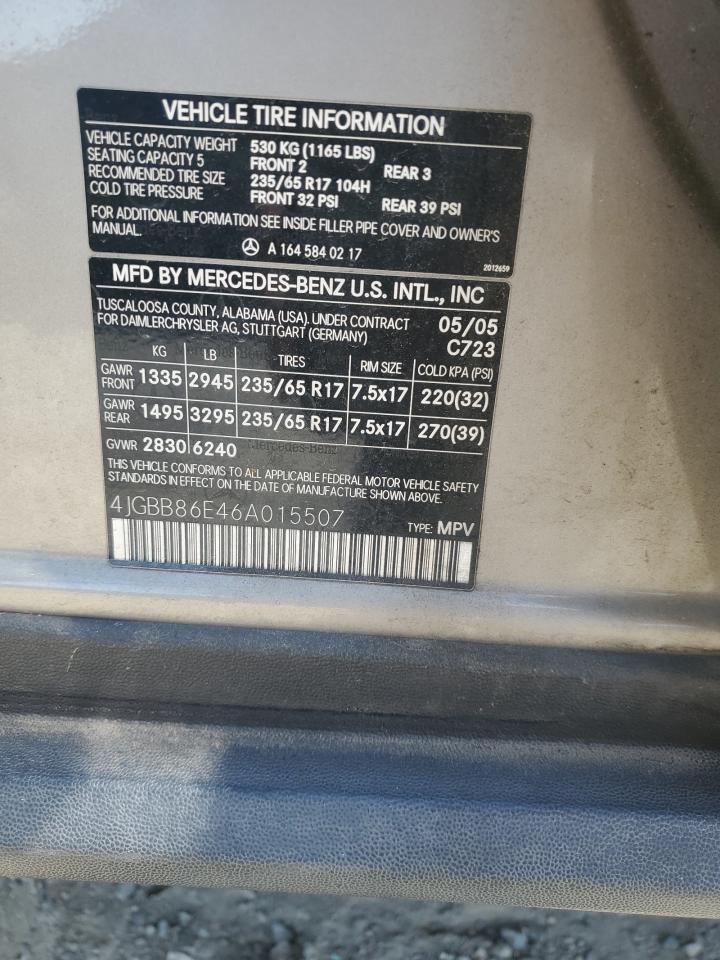 VEHICLE TIRE INFORMATION
VEHICLE CAPACITY WEIGHT 530 KG (1165 LBS)
SEATING CAPACITY 5 FRONT 2 REAR 3
RECOMMENDED TIRE SIZE 235/65 R17 104H
COLD TIRE PRESSURE FRONT 32 PSI REAR 39 PSI
FOR ADDITIONAL INFORMATION SEE INSIDE FILLER PIPE COVER AND OWNER'S
MANUAL.
A 164 584 02 17
2012659
MFD BY MERCEDES-BENZ U.S. INTL., INC
TUSCALOOSA COUNTY, ALABAMA (USA). UNDER CONTRACT 05/05
FOR DAIMLERCHRYSLER AG, STUTTGART (GERMANY) C723
KG LB TIRES RIM SIZE COLD KPA (PSI)
GAWR FRONT 1335 2945 235/65 R17 7.5x17 220(32)
GAWR REAR 1495 3295 235/65 R17 7.5x17 270(39)
GVWR 2830 6240 Mercedes-Benz
THIS VEHICLE CONFORMS TO ALL APPLICABLE FEDERAL MOTOR VEHICLE SAFETY
STANDARDS IN EFFECT ON THE DATE OF MANUFACTURE SHOWN ABOVE.
4JGBB86E46A015507 TYPE: MPV